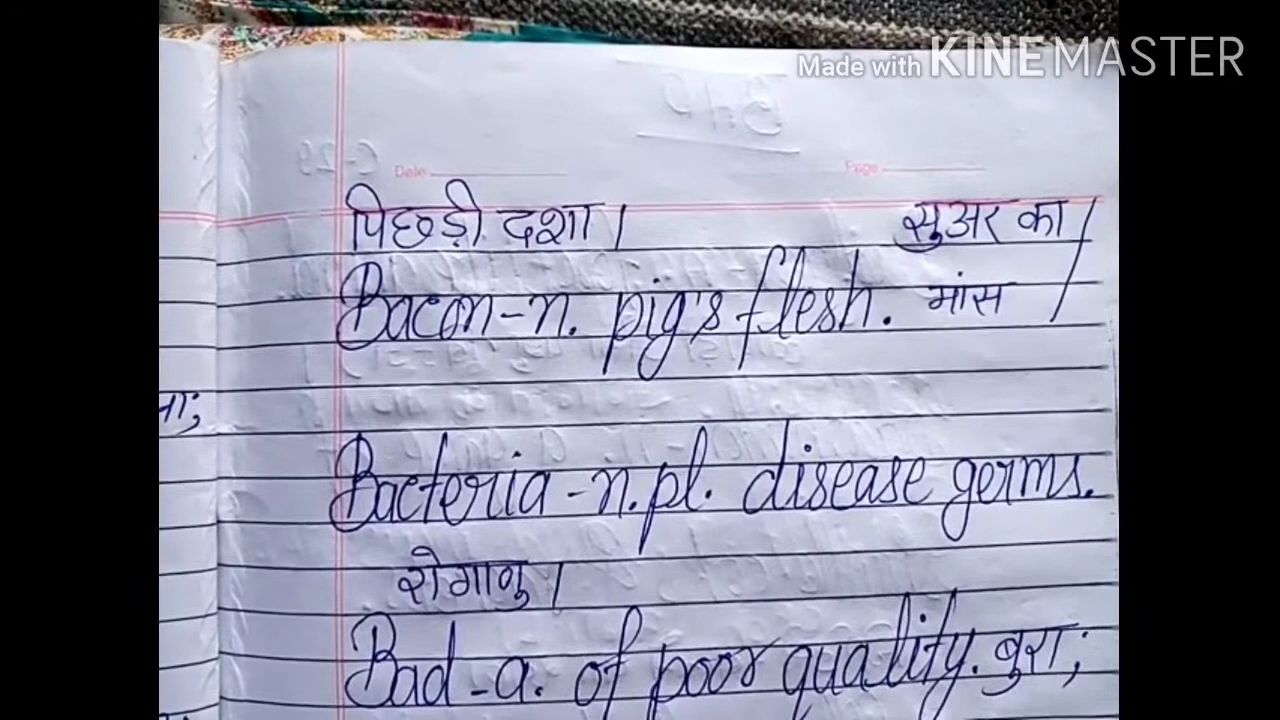 Made with KINEMASTER
Date
Page
पिछड़ी दशा।
सुअर का
Bacon-n. pig's flesh. मांस /
ना;
Bacteria-n.pl. disease germs.
रोगानु।
Bad-a. of poor quality. बुरा;